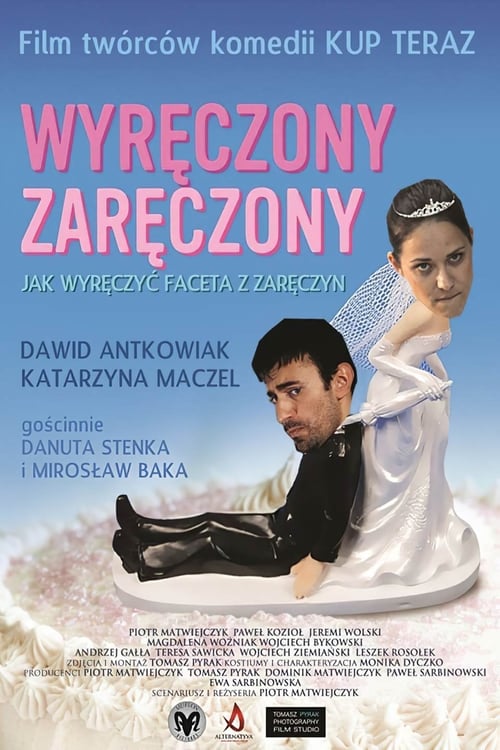 Film twórców komedii KUP TERAZ
WYRĘCZONY
ZARĘCZONY
JAK WYRĘCZYĆ FACETA Z ZARĘCZYN
DAWID ANTKOWIAK
KATARZYNA MACZEL
gościnnie
DANUTA STENKA
i MIROSŁAW BAKA
PIOTR MATWIEJCZYK PAWEŁ KOZIOŁ JEREMI WOLSKI
MAGDALENA WOŹNIAK WOJCIECH BYKOWSKI
ANDRZEJ GAŁŁA TERESA SAWICKA WOJCIECH ZIEMIAŃSKI LESZEK ROSOŁEK
ZDJĘCIA I MONTAŻ TOMASZ PYRAK KOSTIUMY I CHARAKTERYZACJA MONIKA DYCZKO
PRODUCENCI PIOTR MATWIEJCZYK TOMASZ PYRAK DOMINIK MATWIEJCZYK PAWEŁ SARBINOWSKI
EWA SARBINOWSKA
SCENARIUSZ I REŻYSERIA PIOTR MATWIEJCZYK
ALTERNATYVA
TOMASZ PYRAK
PHOTOGRAPHY
FILM STUDIO